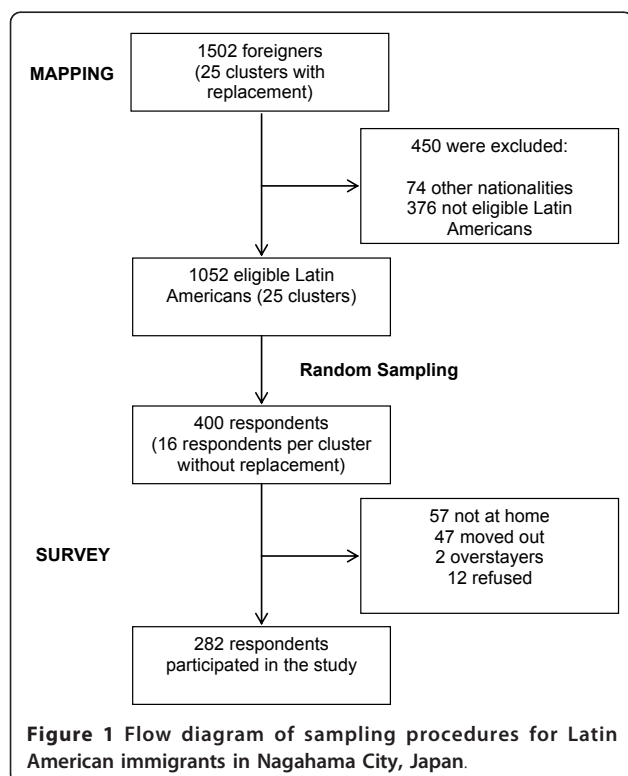 1502 foreigners
(25 clusters with
replacement)
MAPPING
450 were excluded:
74 other nationalities
376 not eligible Latin
Americans
1052 eligible Latin
Americans (25 clusters)
Random Sampling
400 respondents
(16 respondents per cluster
without replacement)
57 not at home
47 moved out
2 overstayers
12 refused
SURVEY
282 respondents
participated in the study
Figure 1 Flow diagram of sampling procedures for Latin
American immigrants in Nagahama City, Japan.